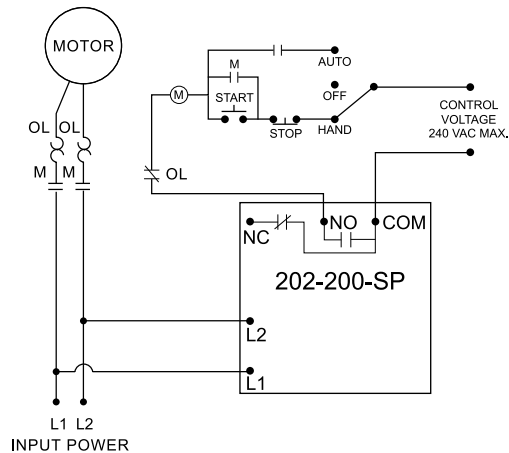 MOTOR
AUTO
M
OFF
START
M
STOP
HAND
CONTROL
VOLTAGE
240 VAC MAX.
OL OL
M M
OL
NC
NO
COM
202-200-SP
L2
L1
L1 L2
INPUT POWER